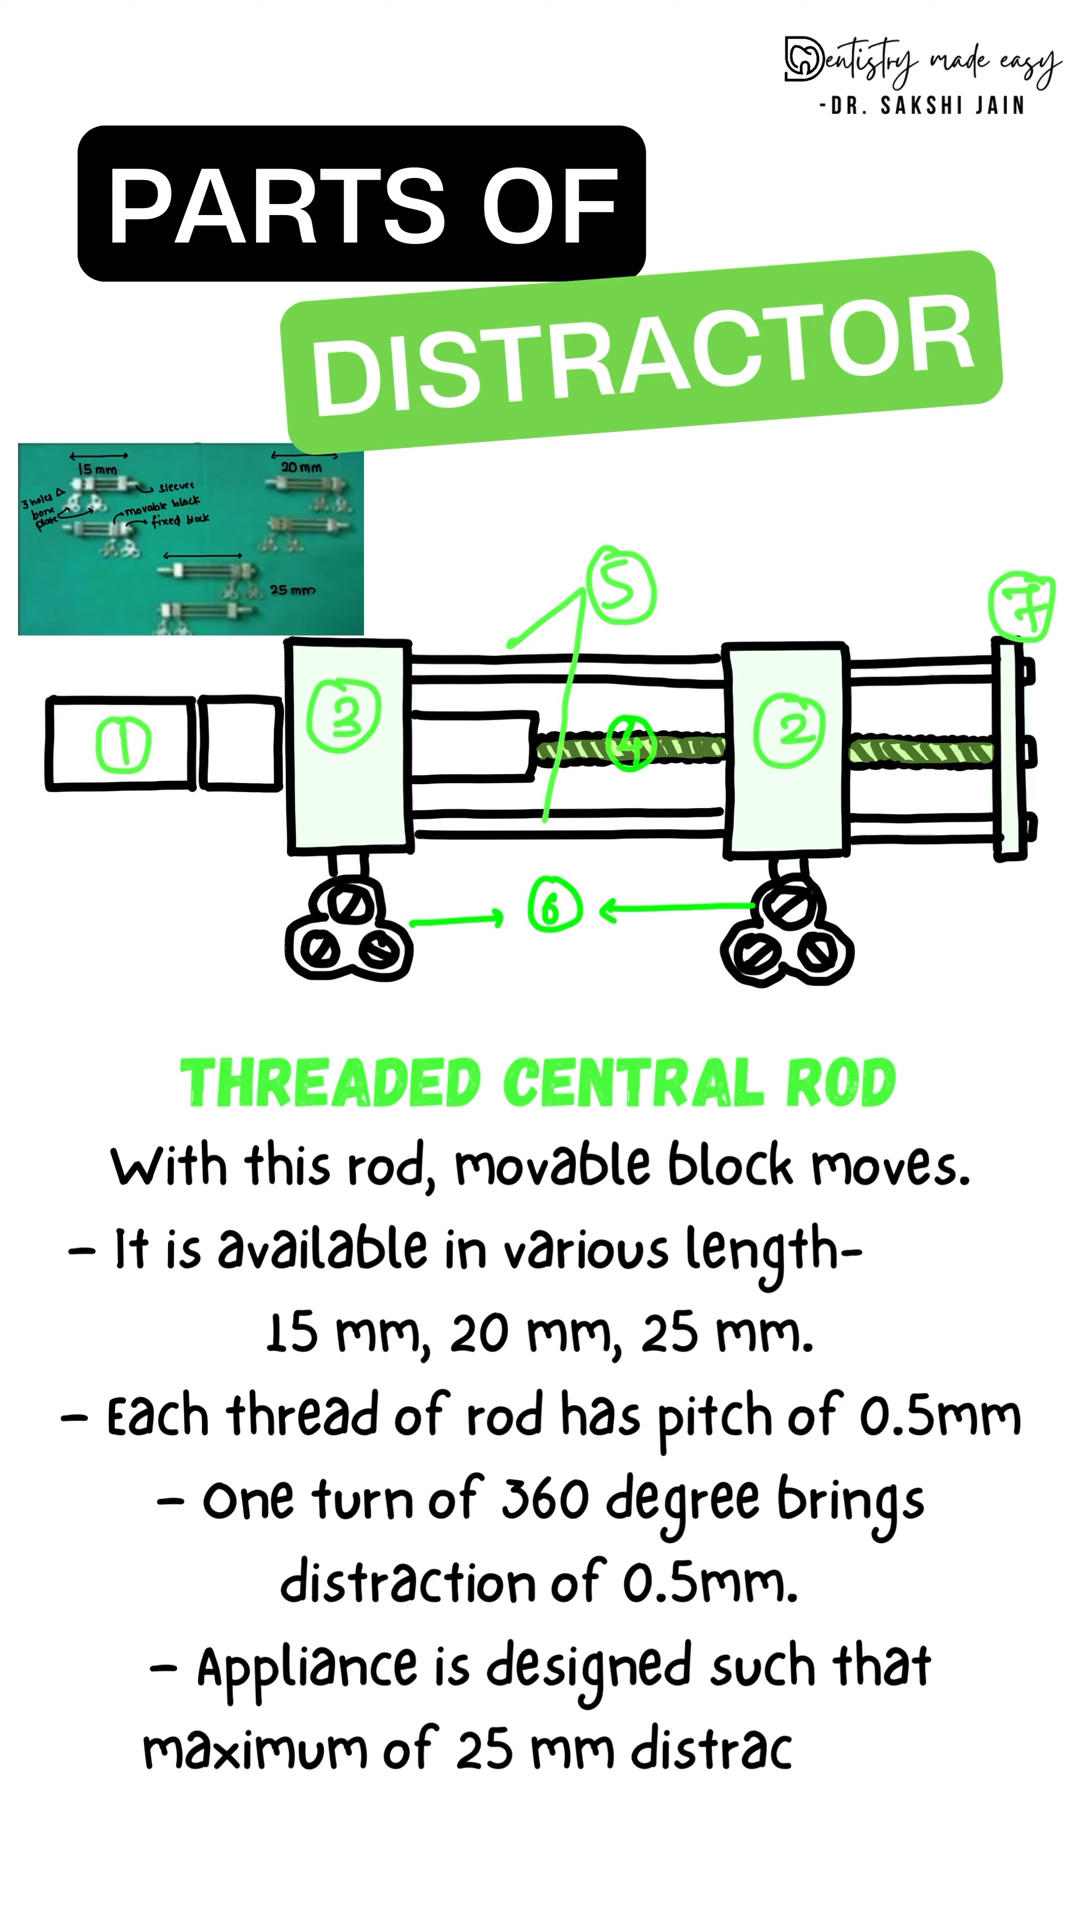 Dentistry made easy
-DR. SAKSHI JAIN
PARTS OF
DISTRACTOR
15 mm
20 mm
sleeves
3 holes
bone
plate
movable block
fixed block
25 mm
5
7
3
2
1
4
6
THREADED CENTRAL ROD
With this rod, movable block moves.
- It is available in various length-
15 mm, 20 mm, 25 mm.
- Each thread of rod has pitch of 0.5mm
- One turn of 360 degree brings
distraction of 0.5mm.
- Appliance is designed such that
maximum of 25 mm distrac